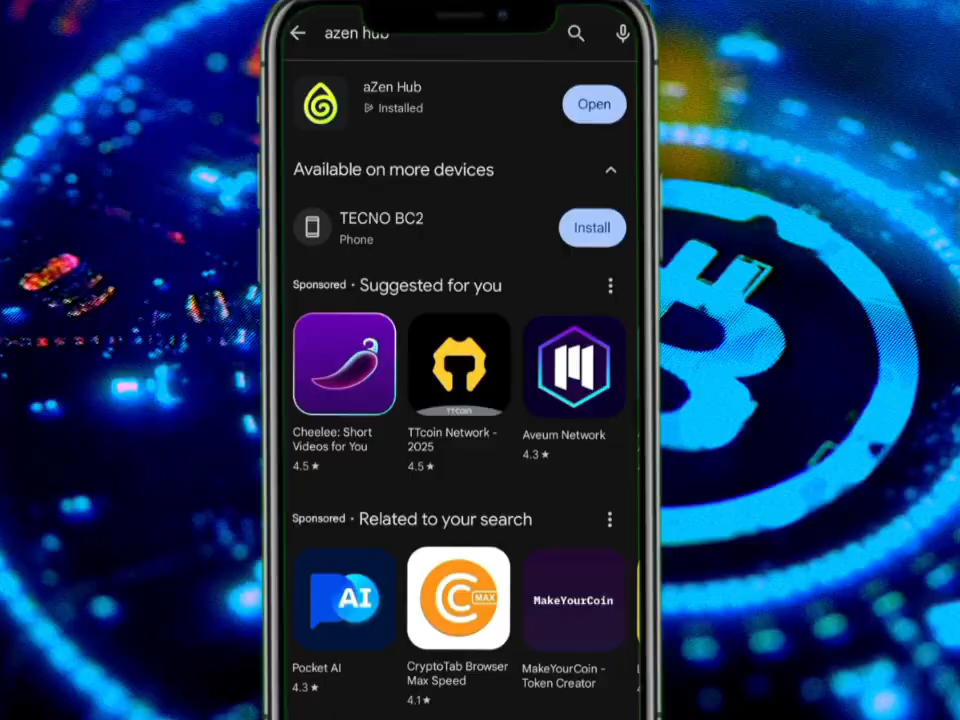 azen hub
aZen Hub
Installed
Open
Available on more devices
TECNO BC2
Phone
Install
Sponsored · Suggested for you
TTCOIN
Cheelee: Short
Videos for You
4.5★
TTcoin Network -
2025
4.5★
Aveum Network
4.3★
Sponsored · Related to your search
AI
C MAX
MakeYourCoin
Pocket AI
4.3★
CryptoTab Browser
Max Speed
4.1★
MakeYourCoin -
Token Creator